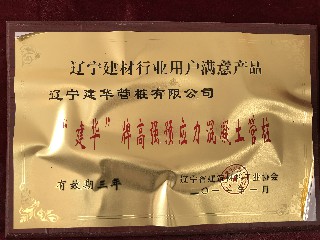 辽宁建材行业用户满意产品
辽宁建华管桩有限公司
“建华”牌高强预应力混凝土管桩
有效期三年
辽宁省建筑材料工业协会
二〇一一年一月